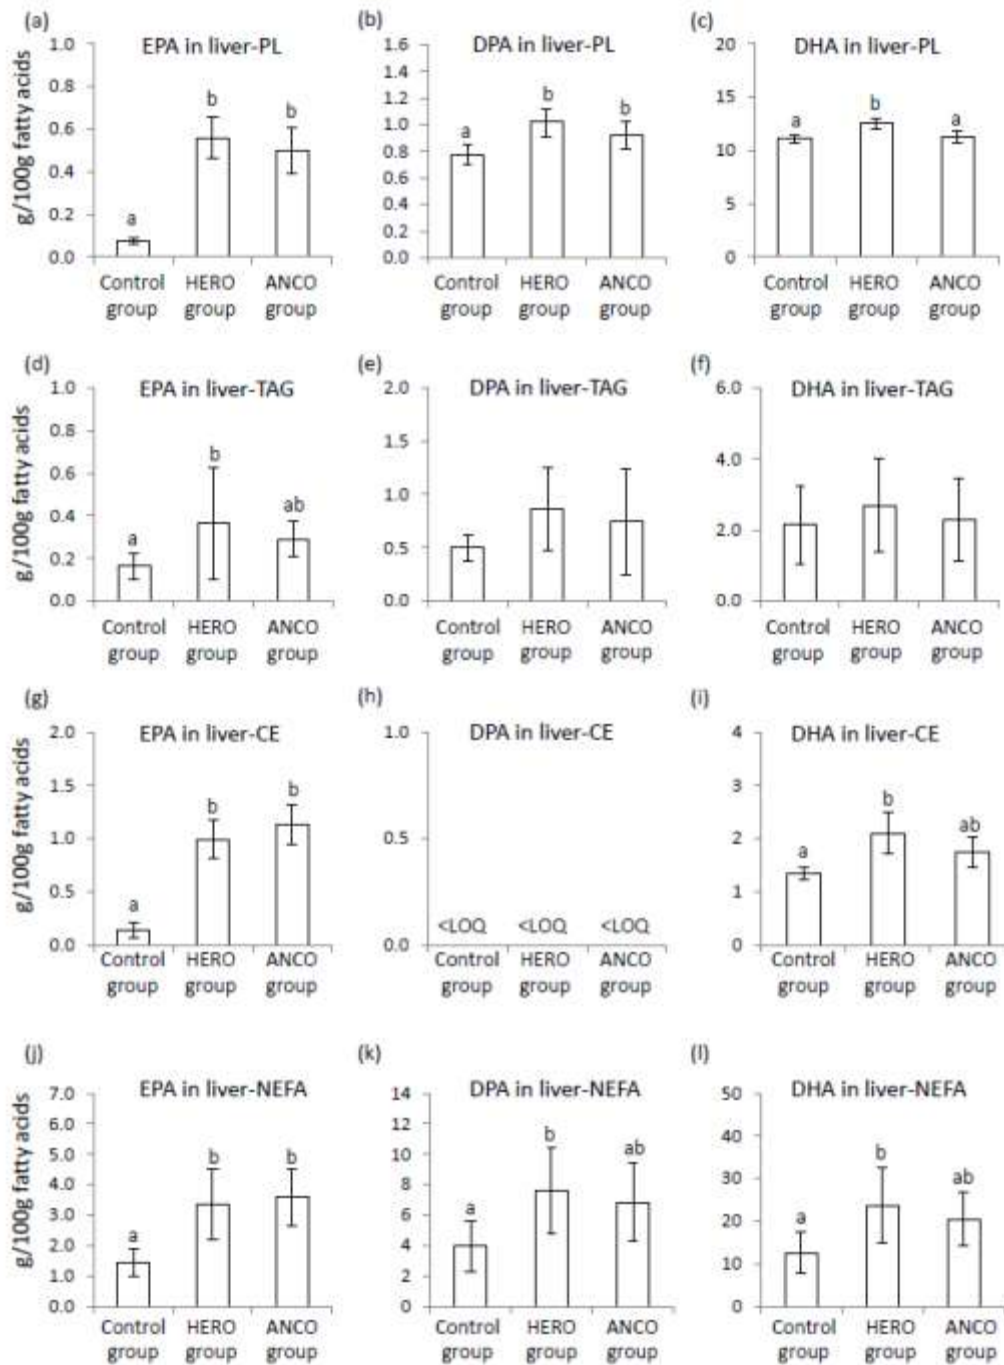 (a)
EPA in liver-PL
g/100g fatty acids
1.0
0.8
0.6
0.4
0.2
0.0
a
b
b
Control group
HERO group
ANCO group
(b)
DPA in liver-PL
1.6
1.4
1.2
1.0
0.8
0.6
0.4
0.2
0.0
a
b
b
Control group
HERO group
ANCO group
(c)
DHA in liver-PL
20
15
10
5
0
a
b
a
Control group
HERO group
ANCO group
(d)
EPA in liver-TAG
g/100g fatty acids
1.0
0.8
0.6
0.4
0.2
0.0
a
b
ab
Control group
HERO group
ANCO group
(e)
DPA in liver-TAG
2.0
1.5
1.0
0.5
0.0
Control group
HERO group
ANCO group
(f)
DHA in liver-TAG
6.0
4.0
2.0
0.0
Control group
HERO group
ANCO group
(g)
EPA in liver-CE
g/100g fatty acids
2.0
1.5
1.0
0.5
0.0
a
b
b
Control group
HERO group
ANCO group
(h)
DPA in liver-CE
1.0
0.5
0.0
<LOQ
<LOQ
<LOQ
Control group
HERO group
ANCO group
(i)
DHA in liver-CE
4
3
2
1
0
a
b
ab
Control group
HERO group
ANCO group
(j)
EPA in liver-NEFA
g/100g fatty acids
7.0
6.0
5.0
4.0
3.0
2.0
1.0
0.0
a
b
b
Control group
HERO group
ANCO group
(k)
DPA in liver-NEFA
14
12
10
8
6
4
2
0
a
b
ab
Control group
HERO group
ANCO group
(l)
DHA in liver-NEFA
50
40
30
20
10
0
a
b
ab
Control group
HERO group
ANCO group